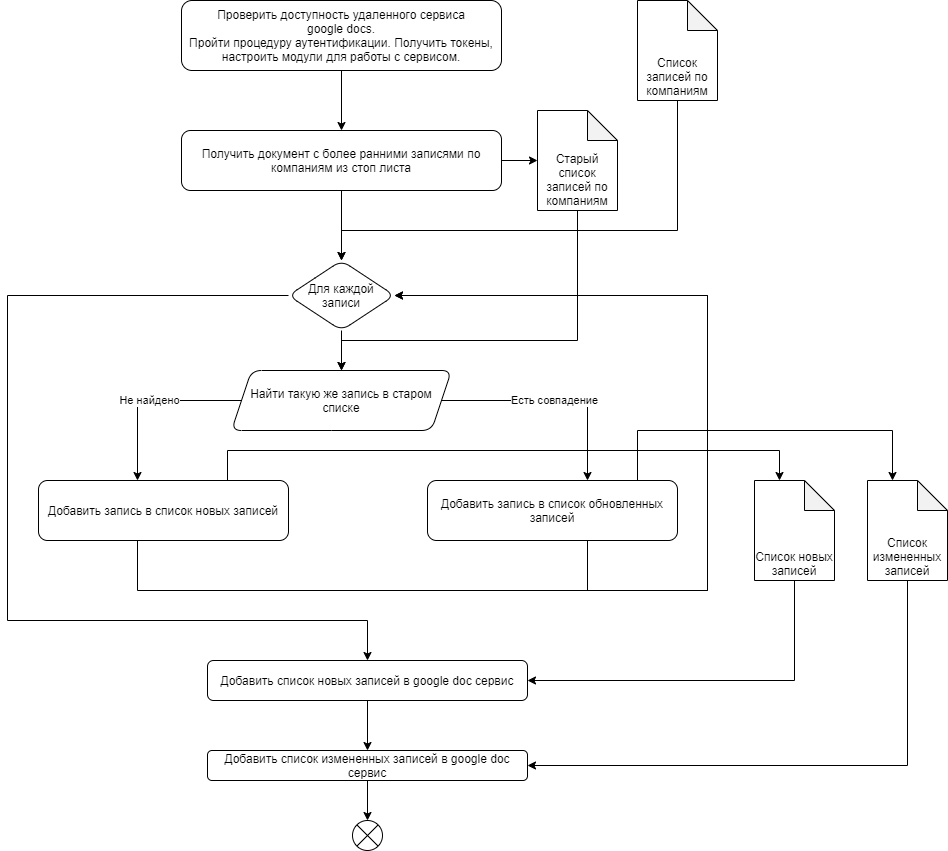 Проверить доступность удаленного сервиса
google docs.
Пройти процедуру аутентификации. Получить токены,
настроить модули для работы с сервисом.
Список
записей по
компаниям
Получить документ с более ранними записями по
компаниям из стоп листа
Старый
список
записей по
компаниям
Для каждой
записи
Найти такую же запись в старом
списке
Не найдено
Есть совпадение
Добавить запись в список новых записей
Добавить запись в список обновленных
записей
Список новых
записей
Список
измененных
записей
Добавить список новых записей в google doc сервис
Добавить список измененных записей в google doc
сервис